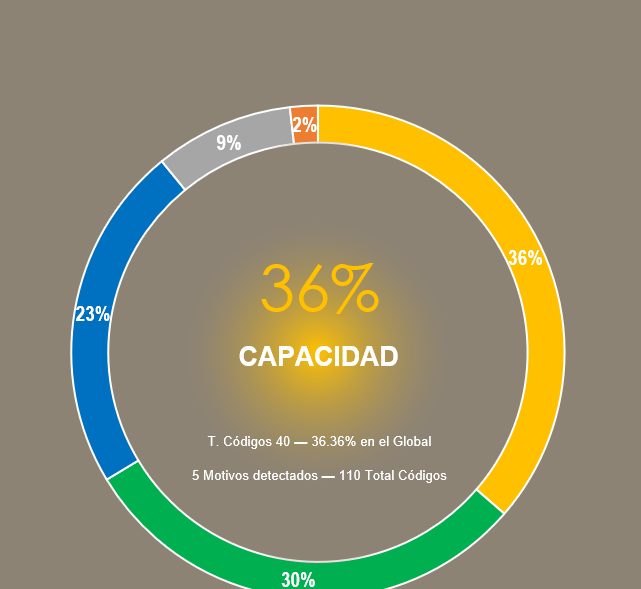 2%
9%
36%
23%
36%
CAPACIDAD
T. Códigos 40 — 36.36% en el Global
5 Motivos detectados — 110 Total Códigos
30%